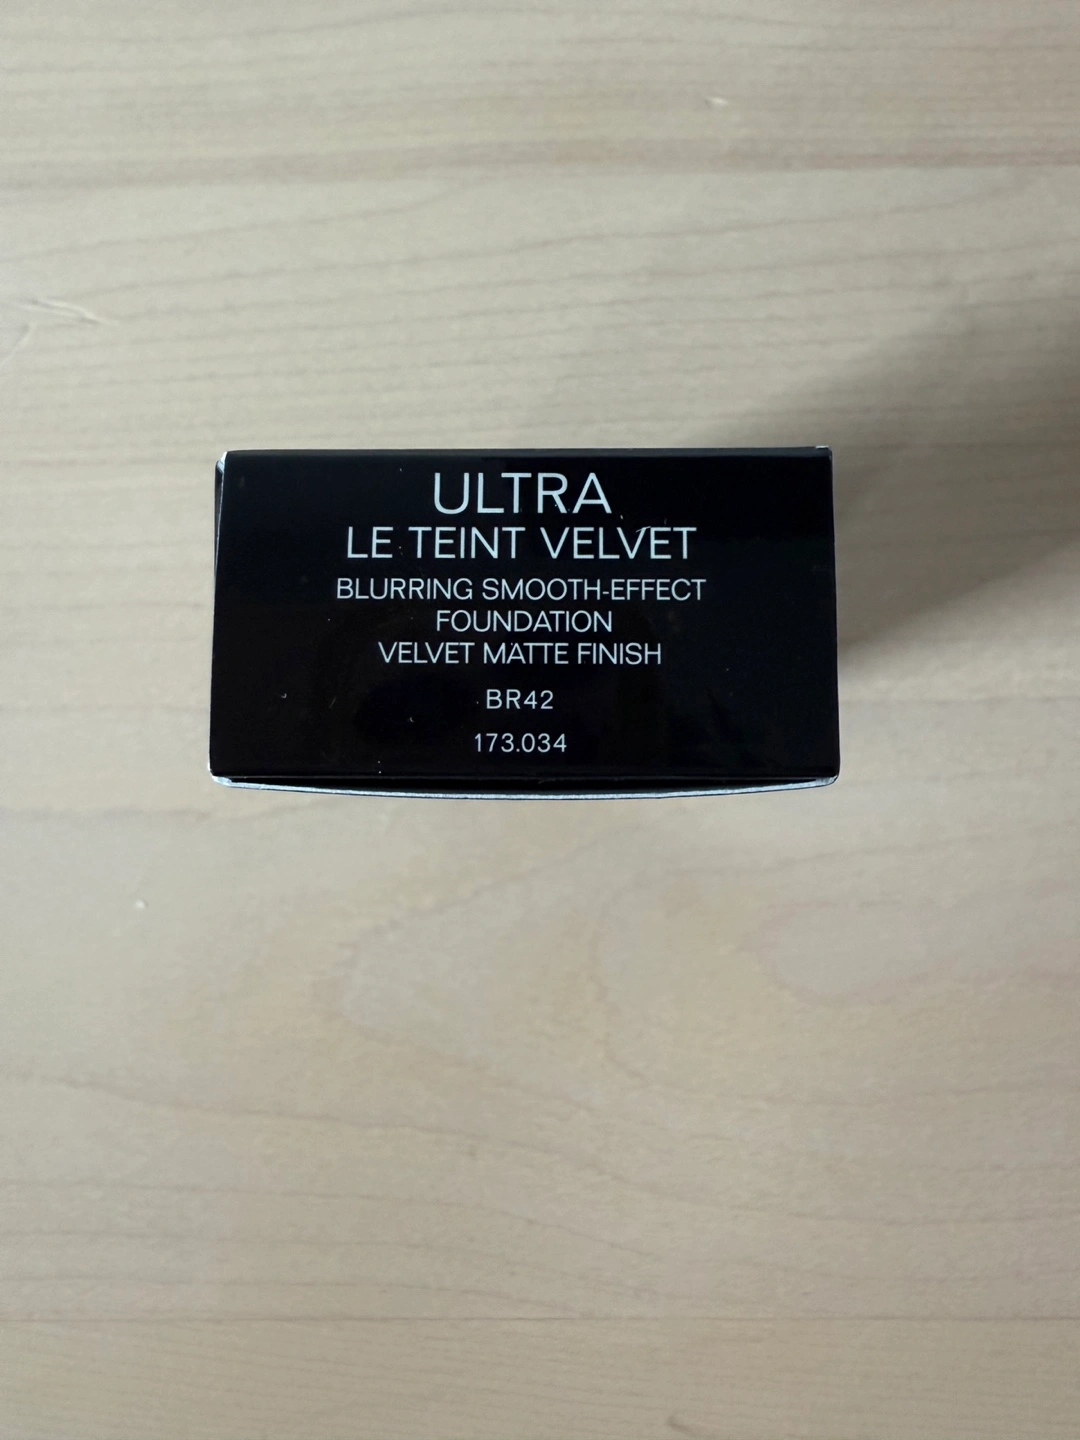 ULTRA
LE TEINT VELVET
BLURRING SMOOTH-EFFECT
FOUNDATION
VELVET MATTE FINISH
BR42
173.034